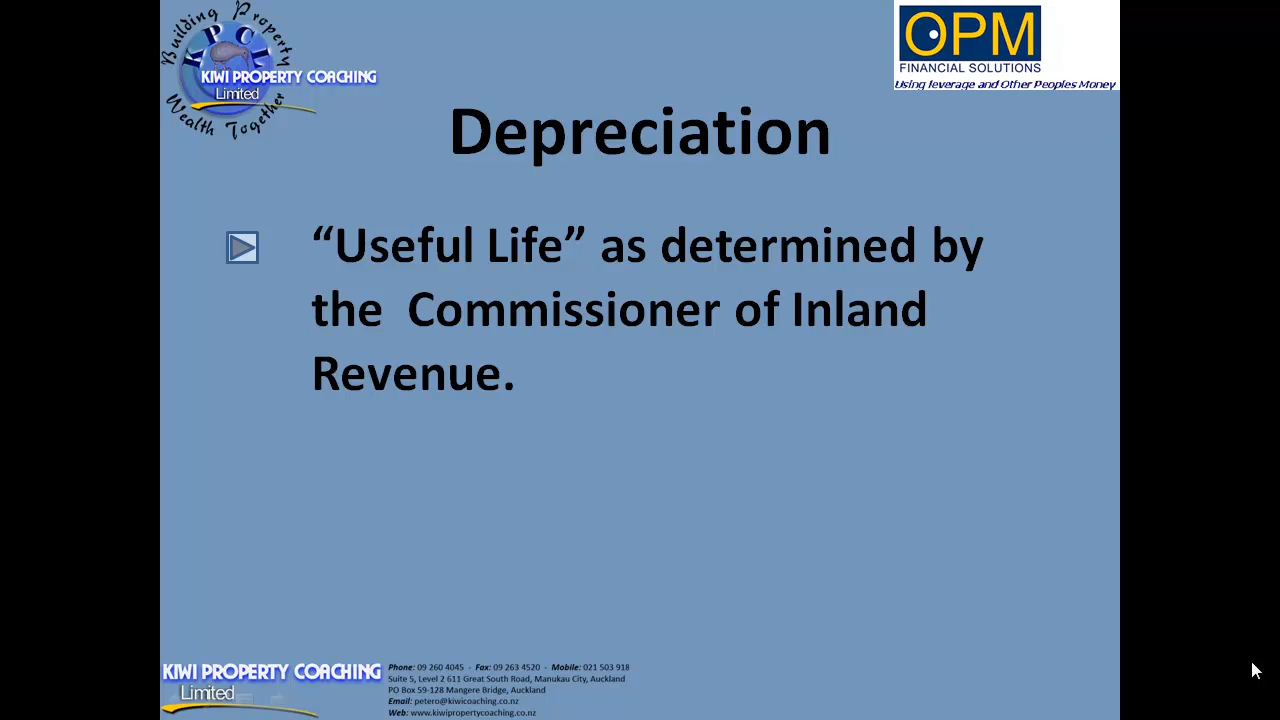 Building Property
KPCL
KIWI PROPERTY COACHING
Limited
Wealth Together
OPM
FINANCIAL SOLUTIONS
Using leverage and Other Peoples Money
Depreciation
“Useful Life” as determined by
the Commissioner of Inland
Revenue.
KIWI PROPERTY COACHING
Limited
Phone: 09 260 4045 - Fax: 09 263 4520 - Mobile: 021 503 918
Suite 5, Level 2 611 Great South Road, Manukau City, Auckland
PO Box 59-128 Mangere Bridge, Auckland
Email: petero@kiwicoaching.co.nz
Web: www.kiwipropertycoaching.co.nz